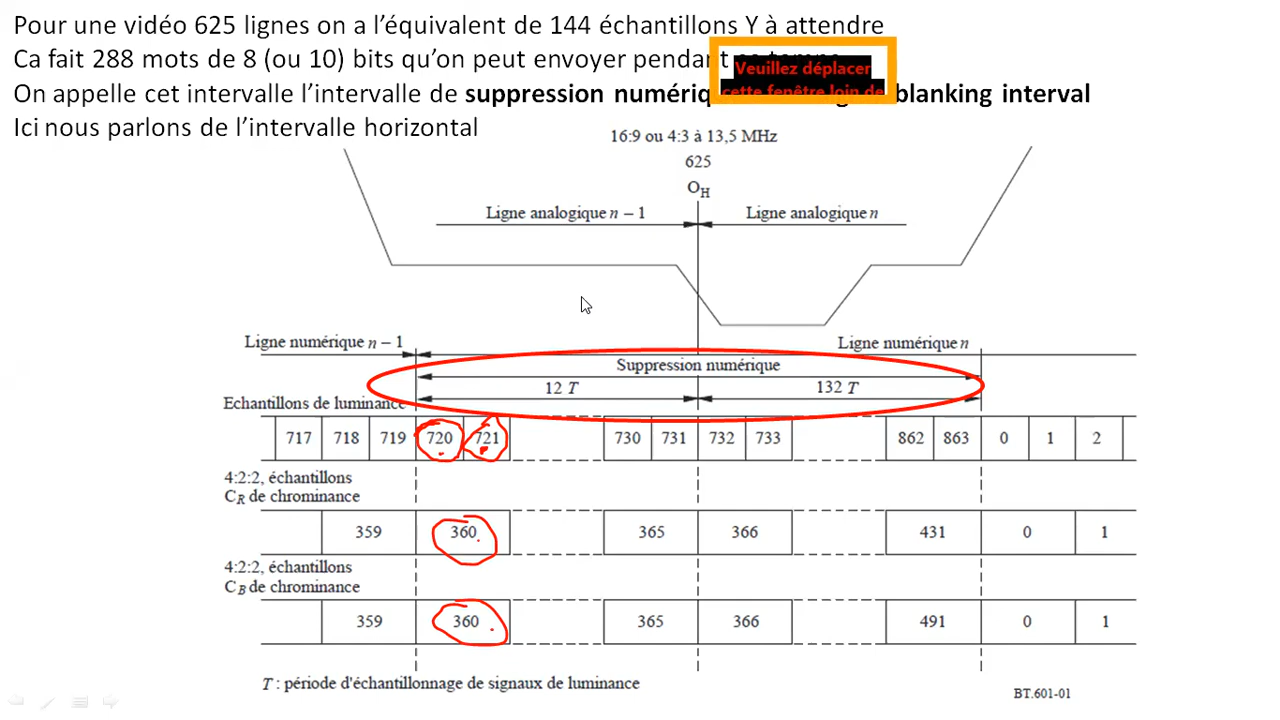 Pour une vidéo 625 lignes on a l’équivalent de 144 échantillons Y à attendre
Ca fait 288 mots de 8 (ou 10) bits qu’on peut envoyer pendant
Veuillez déplacer
cette fenêtre loin de
On appelle cet intervalle l’intervalle de suppression blanking interval
Ici nous parlons de l’intervalle horizontal
16:9 ou 4:3 à 13,5 MHz
625
OH
Ligne analogique n – 1 Ligne analogique n
Ligne numérique n – 1 Ligne numérique n
Suppression numérique
12 T 132 T
Echantillons de luminance
717 718 719 720 721 730 731 732 733 862 863 0 1 2
4:2:2, échantillons
CR de chrominance
359 360 365 366 431 0 1
4:2:2, échantillons
CB de chrominance
359 360 365 366 491 0 1
T : période d'échantillonnage de signaux de luminance
BT.601-01